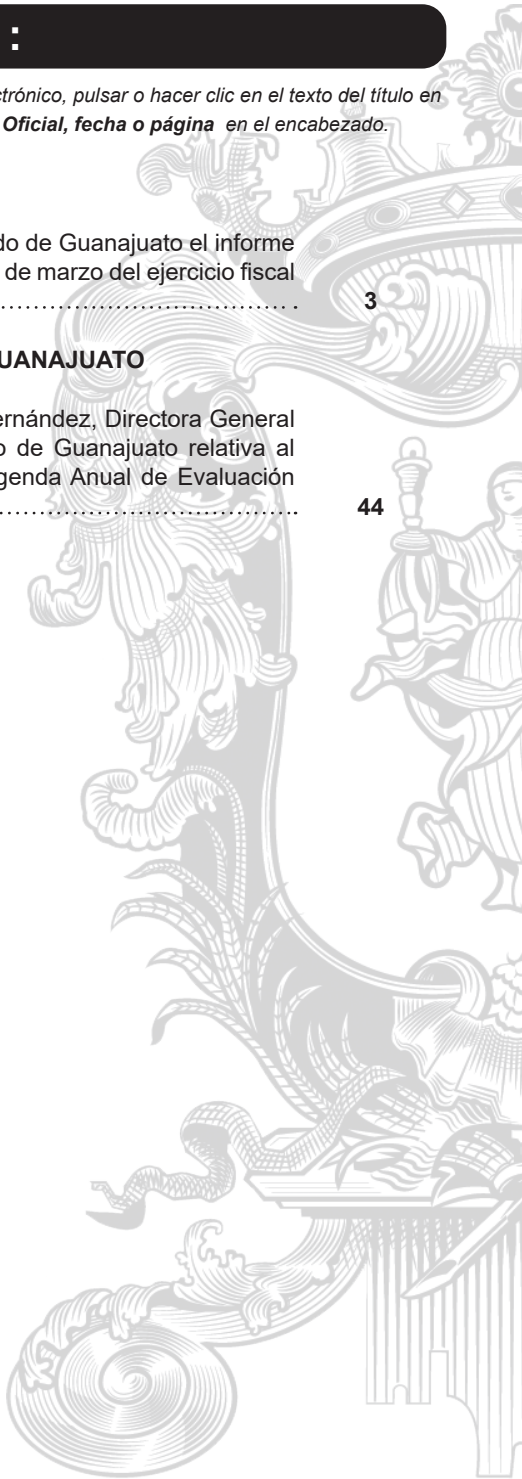 :
ctrónico, pulsar o hacer clic en el texto del título en
Oficial, fecha o página en el encabezado.
do de Guanajuato el informe
de marzo del ejercicio fiscal
……………………………………… . 3
UANAJUATO
ernández, Directora General
o de Guanajuato relativa al
genda Anual de Evaluación
…………………………………….. 44